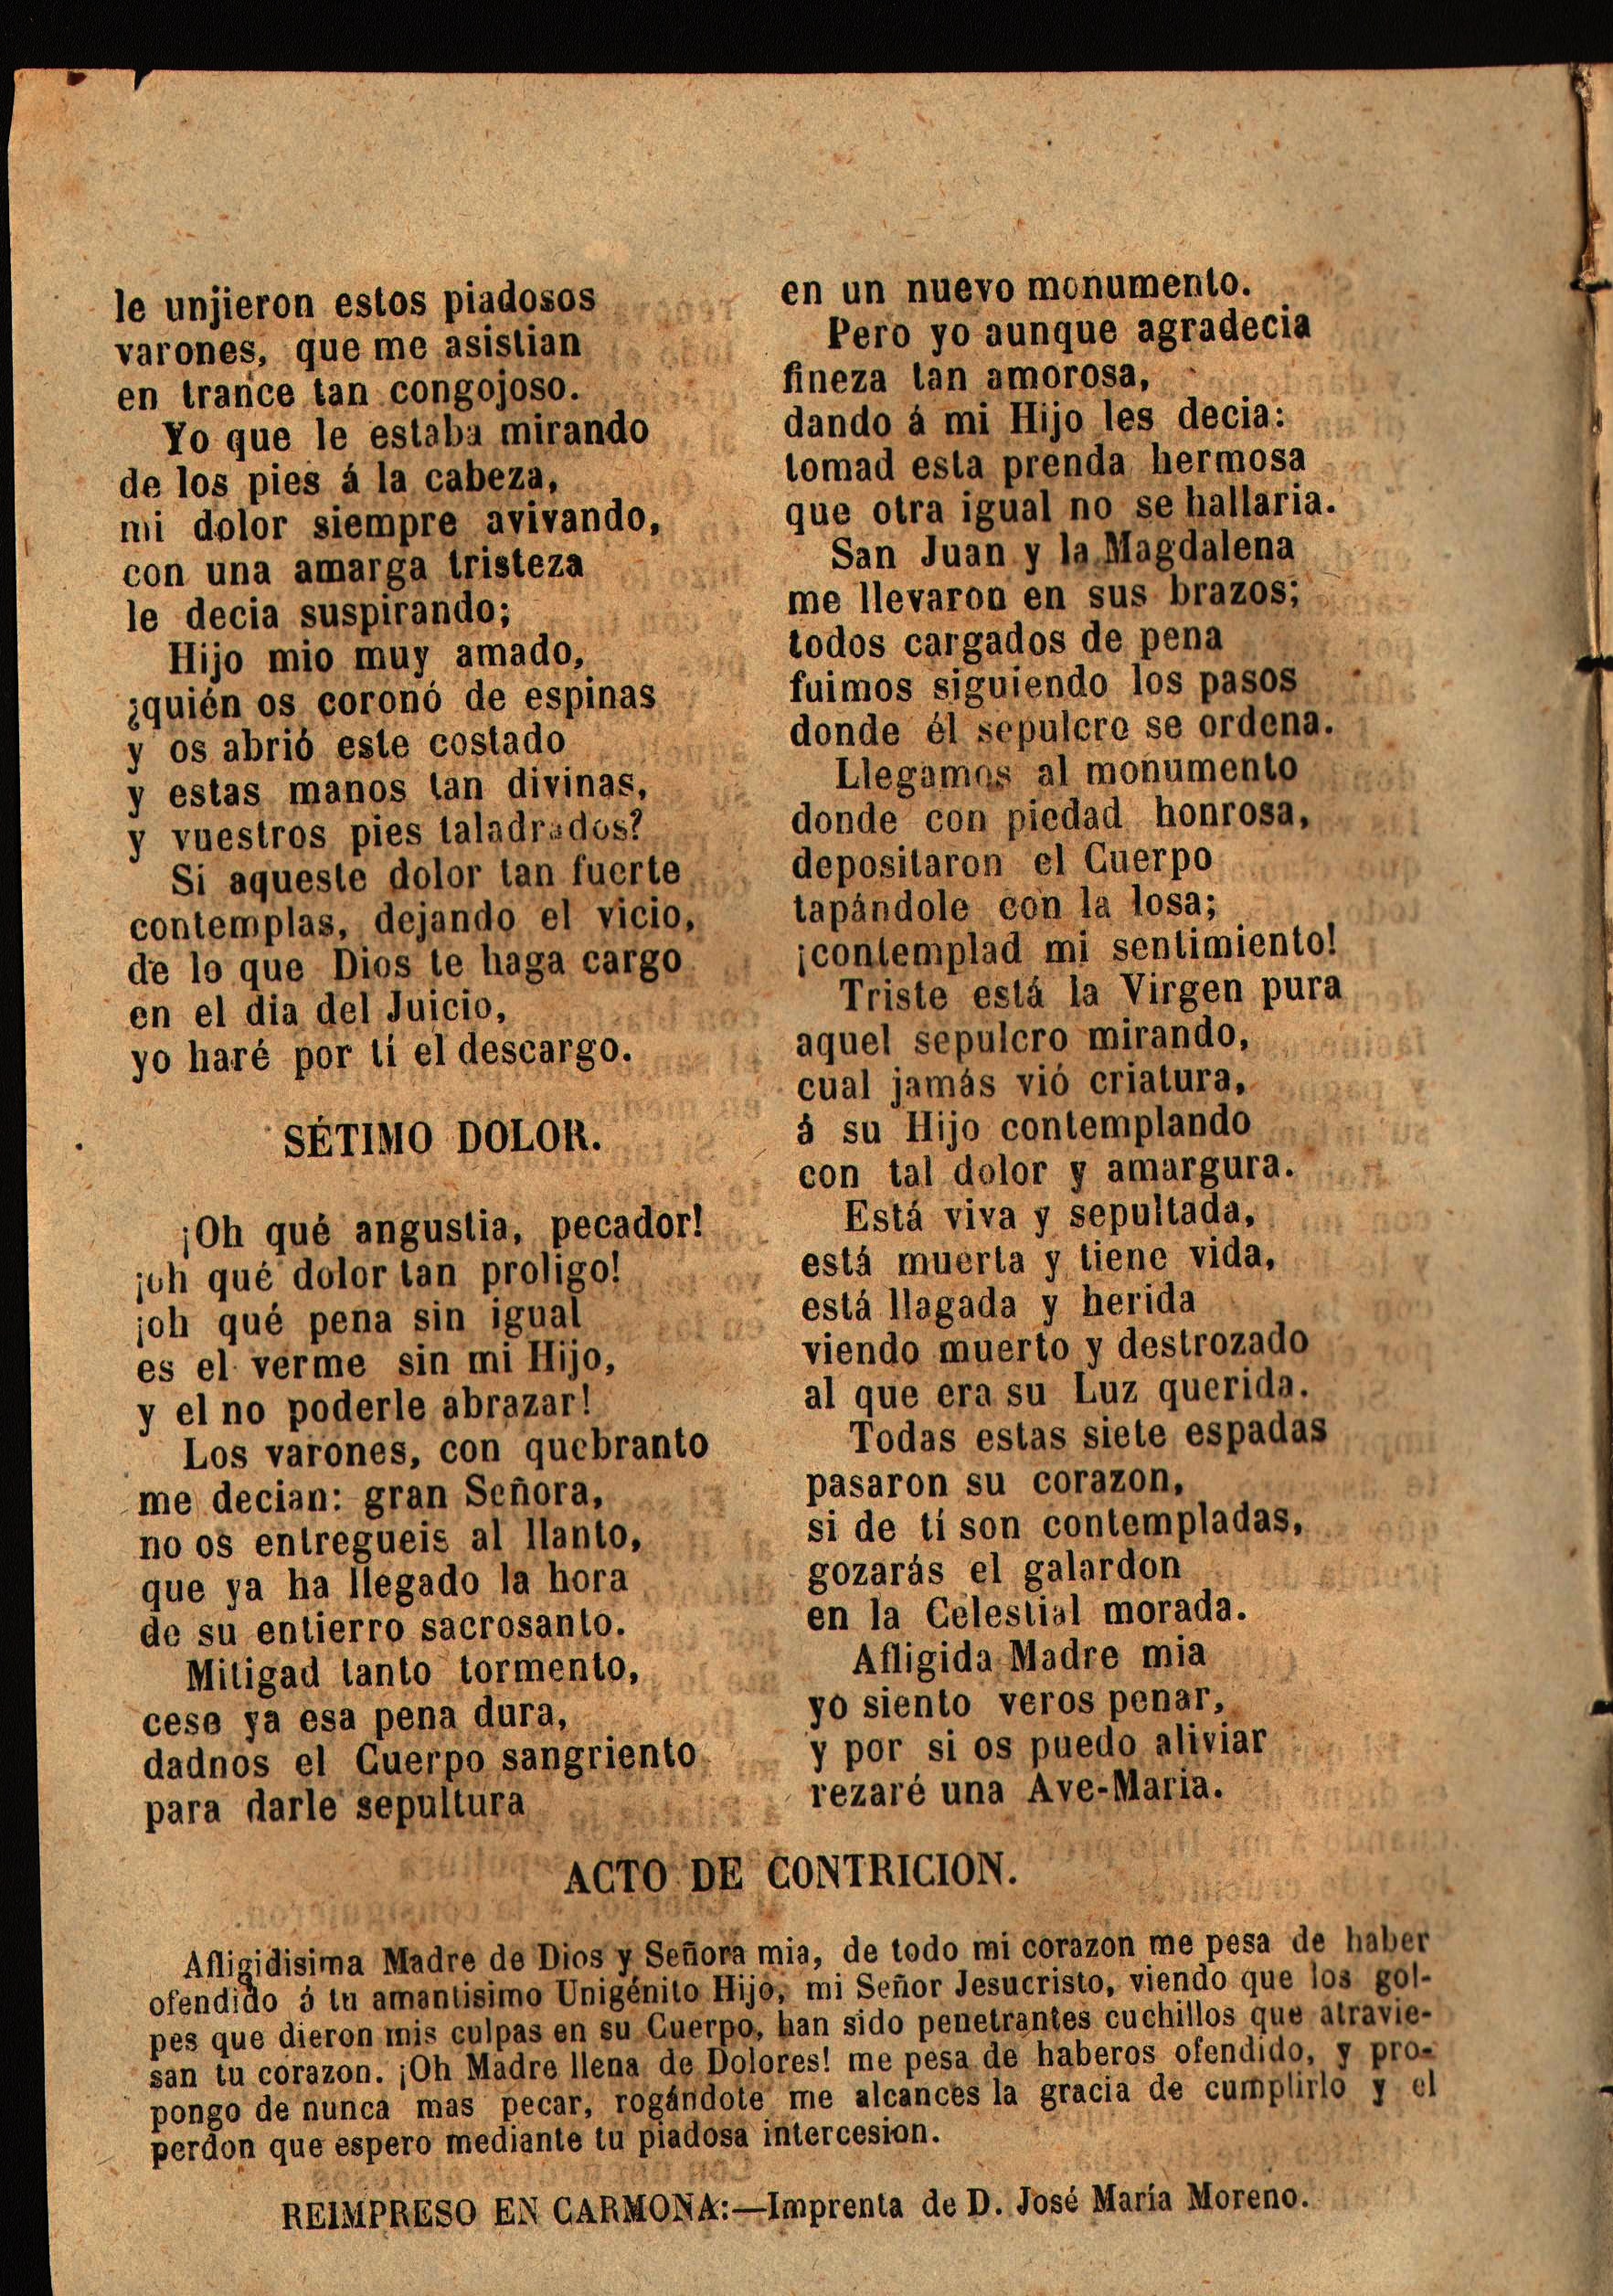 le unjieron estos piadosos
varones, que me asistian
en trance tan congojoso.
Yo que le estaba mirando
de los pies á la cabeza,
mi dolor siempre avivando,
con una amarga tristeza
le decia suspirando;
Hijo mio muy amado,
¿quién os coronó de espinas
y os abrió este costado
y estas manos tan divinas,
y vuestros pies taladrados?
Si aqueste dolor tan fuerte
contemplas, dejando el vicio,
de lo que Dios te haga cargo
en el dia del Juicio,
yo haré por tí el descargo.
SÉTIMO DOLOR.
¡Oh qué angustia, pecador!
¡oh qué dolor tan proligo!
¡oh qué pena sin igual
es el verme sin mi Hijo,
y el no poderle abrazar!
Los varones, con quebranto
me decian: gran Señora,
no os entregueis al llanto,
que ya ha llegado la hora
de su entierro sacrosanto.
Mitigad tanto tormento,
cese ya esa pena dura,
dadnos el Cuerpo sangriento
para darle sepultura
en un nuevo monumento.
Pero yo aunque agradecia
fineza tan amorosa,
dando á mi Hijo les decia:
tomad esta prenda hermosa
que otra igual no se hallaria.
San Juan y la Magdalena
me llevaron en sus brazos;
todos cargados de pena
fuimos siguiendo los pasos
donde él sepulcro se ordena.
Llegamos al monumento
donde con piedad honrosa,
depositaron el Cuerpo
tapándole con la losa;
¡contemplad mi sentimiento!
Triste está la Virgen pura
aquel sepulcro mirando,
cual jamás vió criatura,
á su Hijo contemplando
con tal dolor y amargura.
Está viva y sepultada,
está muerta y tiene vida,
está llagada y herida
viendo muerto y destrozado
al que era su Luz querida.
Todas estas siete espadas
pasaron su corazon,
si de tí son contempladas,
gozarás el galardon
en la Celestial morada.
Afligida Madre mia
yo siento veros penar,
y por si os puedo aliviar
rezaré una Ave-Maria.
ACTO DE CONTRICION.
Afligidisima Madre de Dios y Señora mia, de todo mi corazon me pesa de haber
ofendido á tu amantisimo Unigénito Hijo, mi Señor Jesucristo, viendo que los gol-
pes que dieron mis culpas en su Cuerpo, han sido penetrantes cuchillos que atravie-
san tu corazon. ¡Oh Madre llena de Dolores! me pesa de haberos ofendido, y pro-
pongo de nunca mas pecar, rogándote me alcances la gracia de cumplirlo y el
perdon que espero mediante tu piadosa intercesion.
REIMPRESO EN CARMONA:—Imprenta de D. José María Moreno.